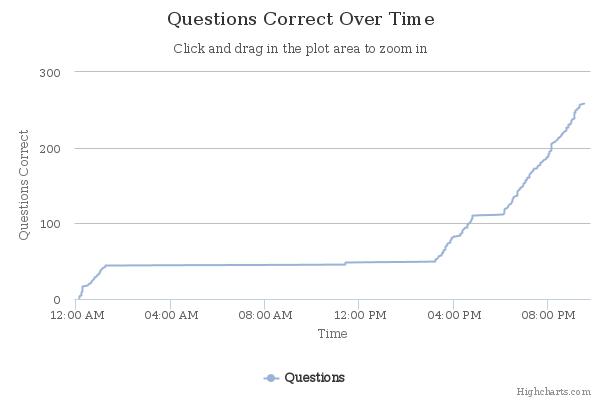 Questions Correct Over Time
Click and drag in the plot area to zoom in
Questions Correct
300
200
100
0
12:00 AM 04:00 AM 08:00 AM 12:00 PM 04:00 PM 08:00 PM
Time
Questions
Highcharts.com